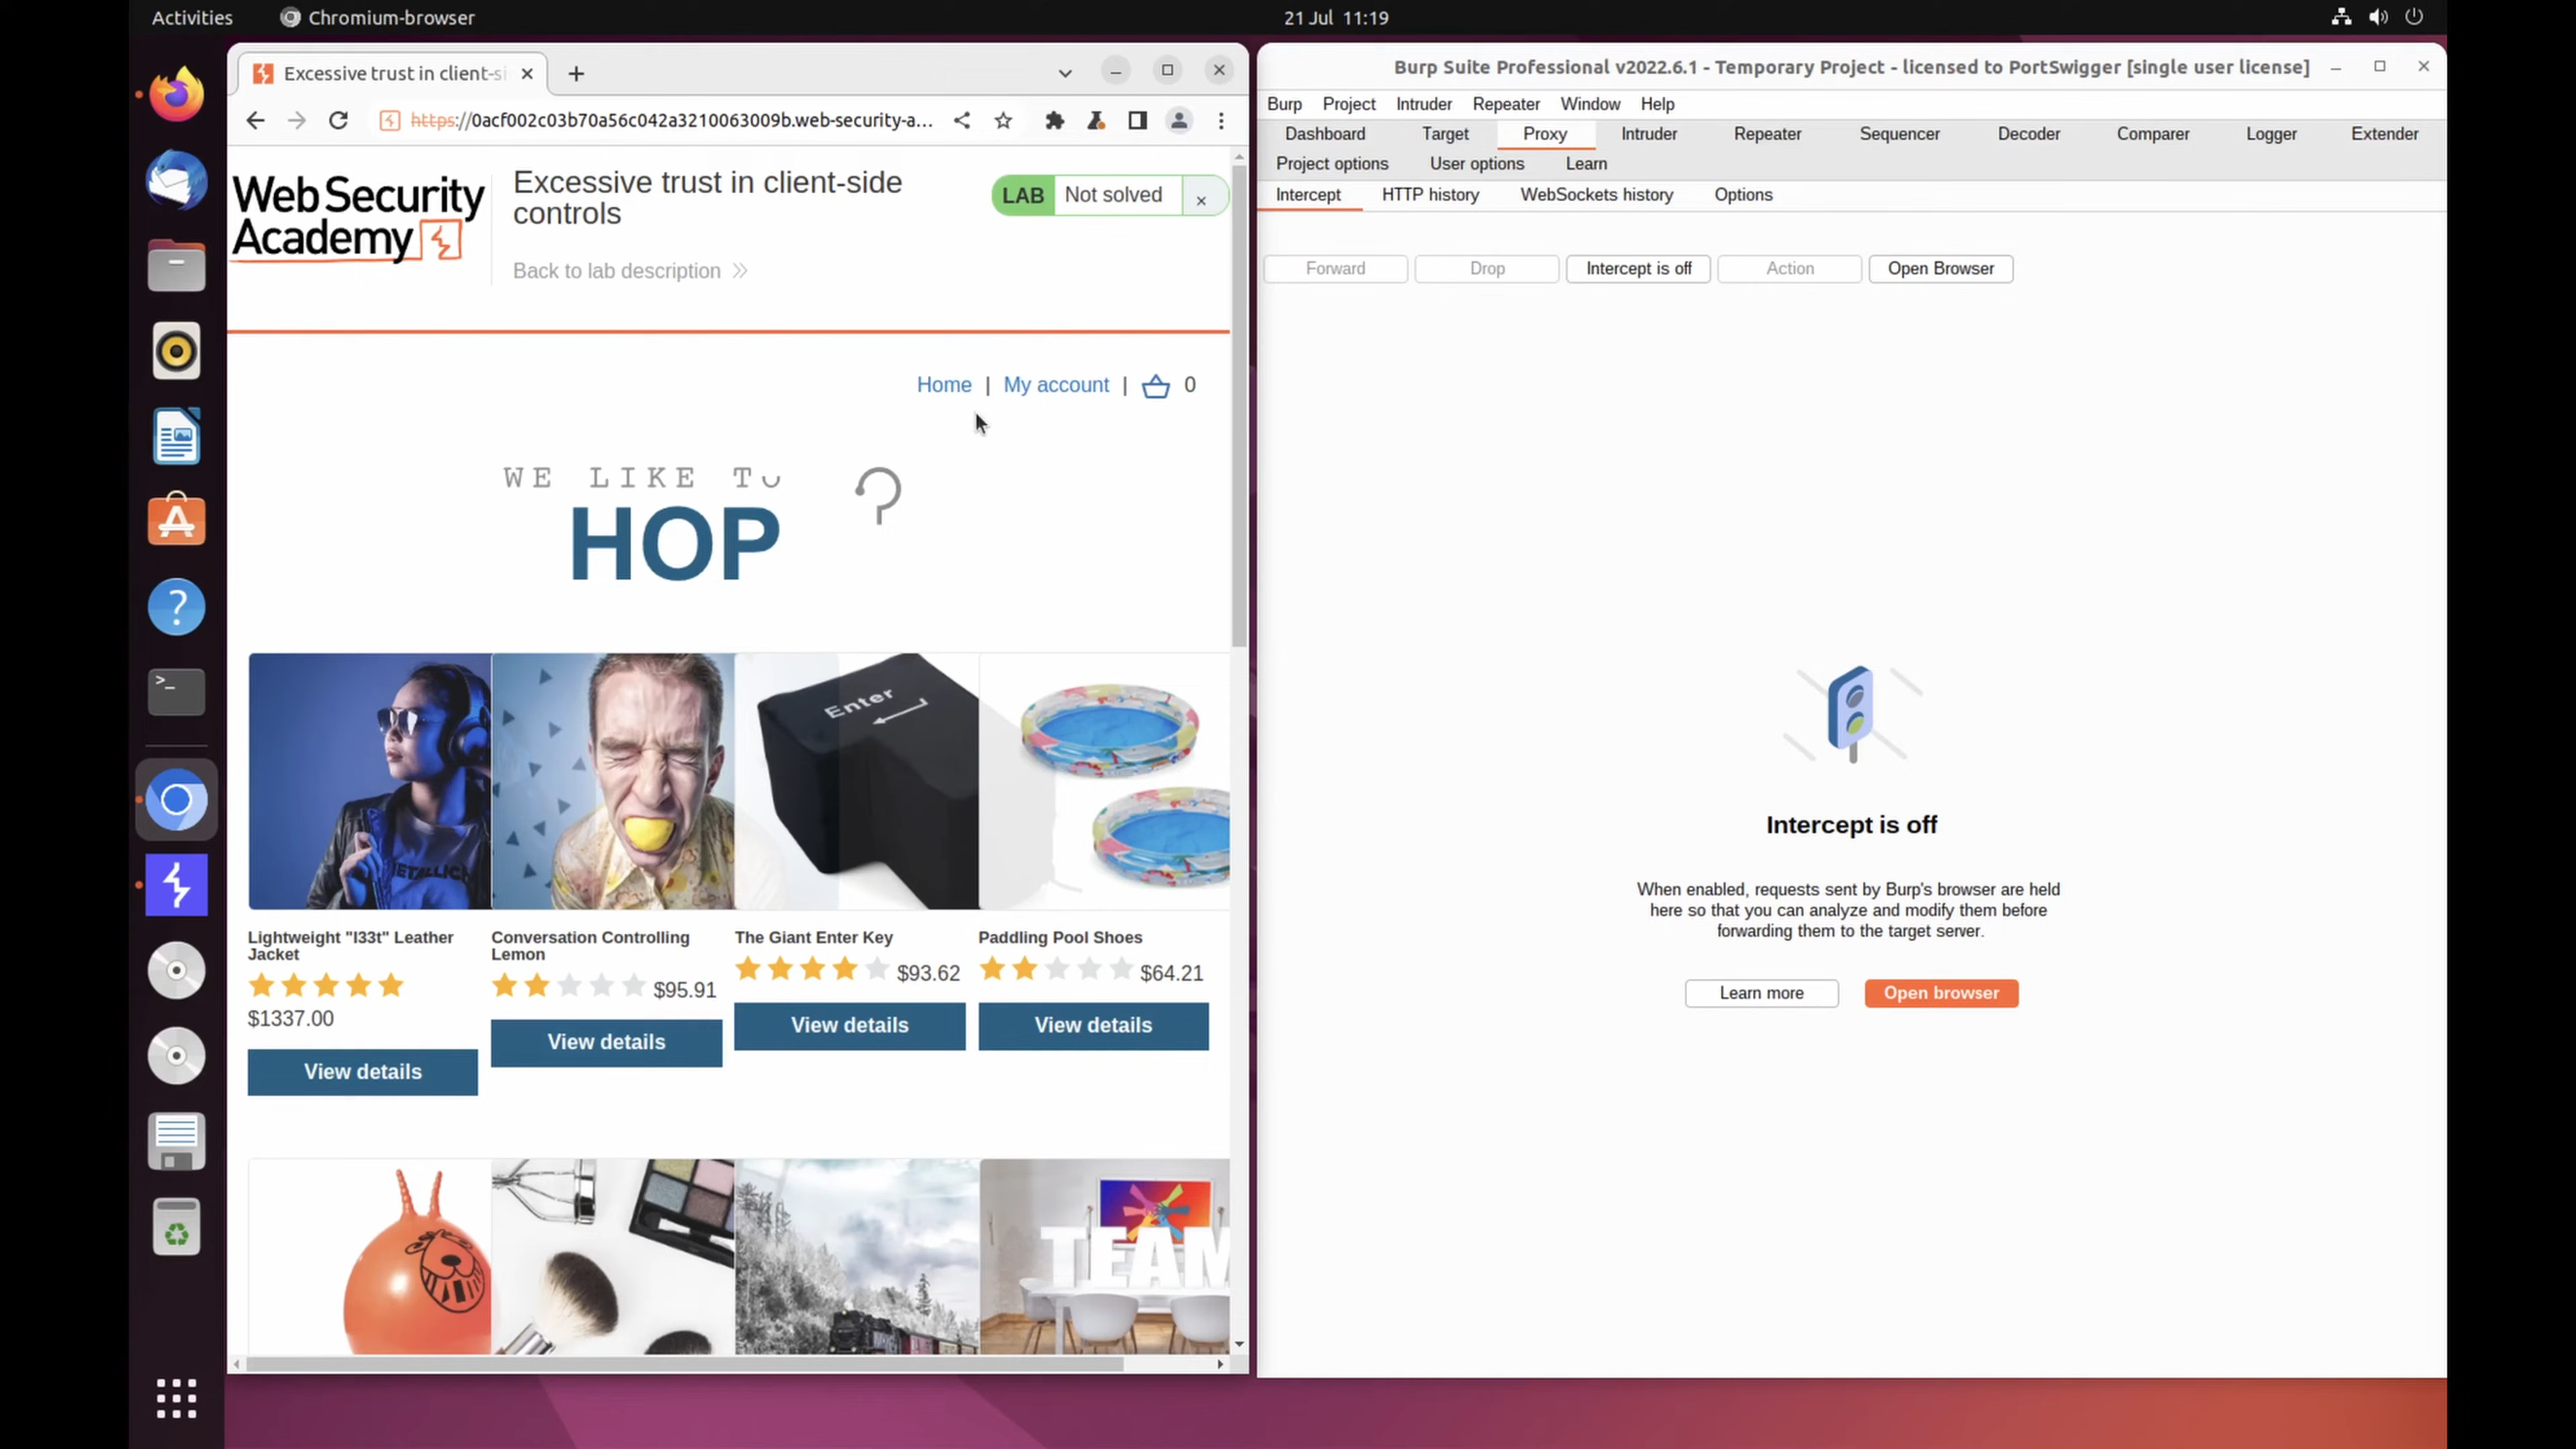 Activities
Chromium-browser
21 Jul 11:19
Excessive trust in client-si
https://0acf002c03b70a56c042a3210063009b.web-security-a...
Web Security
Academy
Excessive trust in client-side
controls
LAB Not solved
Back to lab description
Home | My account | 0
WE LIKE TO
HOP
Enter
METALLICA
Lightweight "l33t" Leather
Jacket
$1337.00
View details
Conversation Controlling
Lemon
$95.91
View details
The Giant Enter Key
$93.62
View details
Paddling Pool Shoes
$64.21
View details
TEAM
Burp Suite Professional v2022.6.1 - Temporary Project - licensed to PortSwigger [single user license]
Burp Project Intruder Repeater Window Help
Dashboard Target Proxy Intruder Repeater Sequencer Decoder Comparer Logger Extender
Project options User options Learn
Intercept HTTP history WebSockets history Options
Forward Drop Intercept is off Action Open Browser
Intercept is off
When enabled, requests sent by Burp's browser are held
here so that you can analyze and modify them before
forwarding them to the target server.
Learn more Open browser